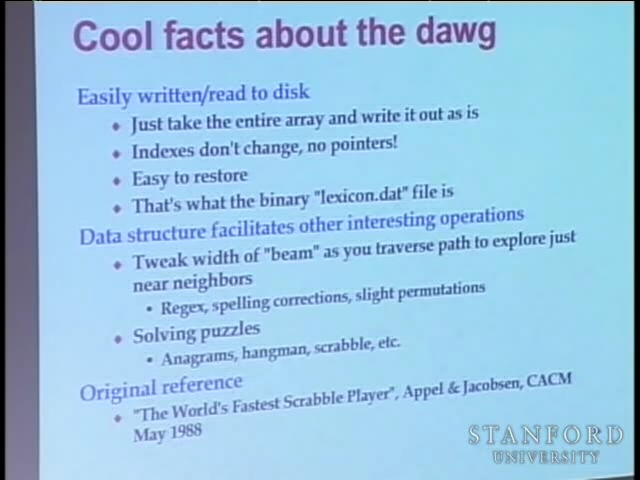 Cool facts about the dawg
Easily written/read to disk
Just take the entire array and write it out as is
Indexes don't change, no pointers!
Easy to restore
That's what the binary "lexicon.dat" file is
Data structure facilitates other interesting operations
Tweak width of "beam" as you traverse path to explore just
near neighbors
Regex, spelling corrections, slight permutations
Solving puzzles
Anagrams, hangman, scrabble, etc.
Original reference
"The World's Fastest Scrabble Player", Appel & Jacobsen, CACM
May 1988
STANFORD
UNIVERSITY